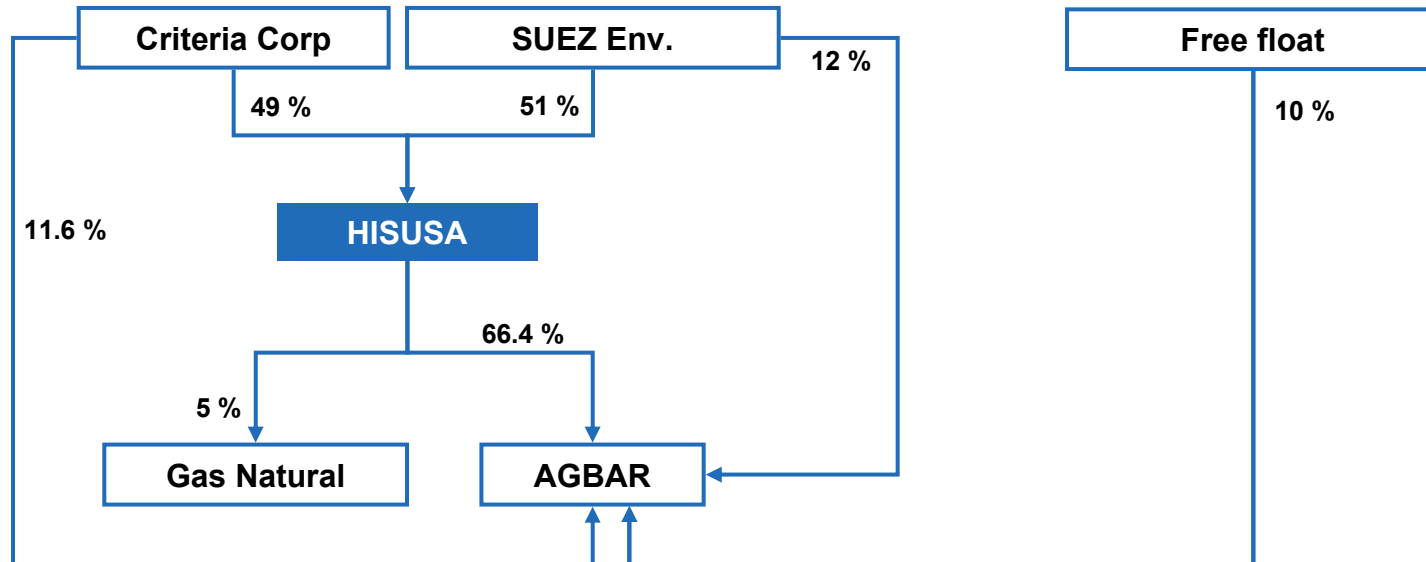 Criteria Corp
SUEZ Env.
Free float
12 %
49 %
51 %
10 %
11.6 %
HISUSA
66.4 %
5 %
Gas Natural
AGBAR